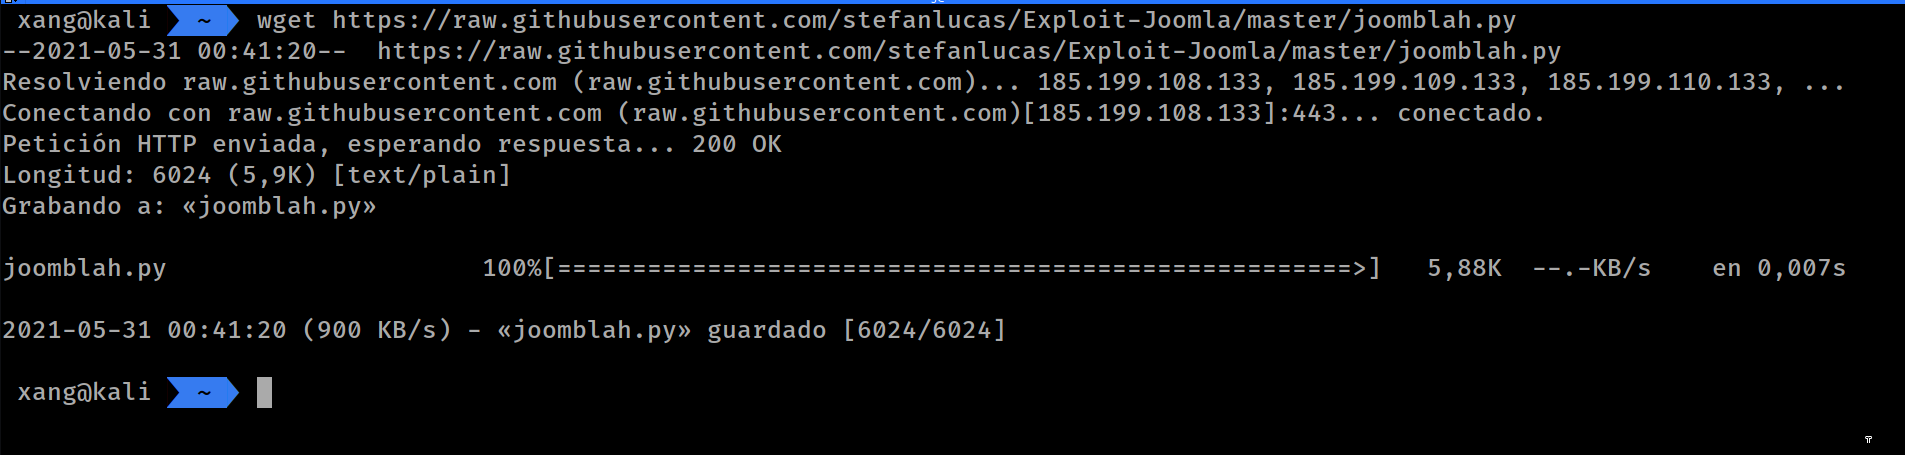 xang@kali ~ wget https://raw.githubusercontent.com/stefanlucas/Exploit-Joomla/master/joomblah.py
--2021-05-31 00:41:20--  https://raw.githubusercontent.com/stefanlucas/Exploit-Joomla/master/joomblah.py
Resolviendo raw.githubusercontent.com (raw.githubusercontent.com)... 185.199.108.133, 185.199.109.133, 185.199.110.133, ...
Conectando con raw.githubusercontent.com (raw.githubusercontent.com)[185.199.108.133]:443... conectado.
Petición HTTP enviada, esperando respuesta... 200 OK
Longitud: 6024 (5,9K) [text/plain]
Grabando a: «joomblah.py»
joomblah.py 100%[=====================================================>] 5,88K --.-KB/s en 0,007s
2021-05-31 00:41:20 (900 KB/s) - «joomblah.py» guardado [6024/6024]
xang@kali ~